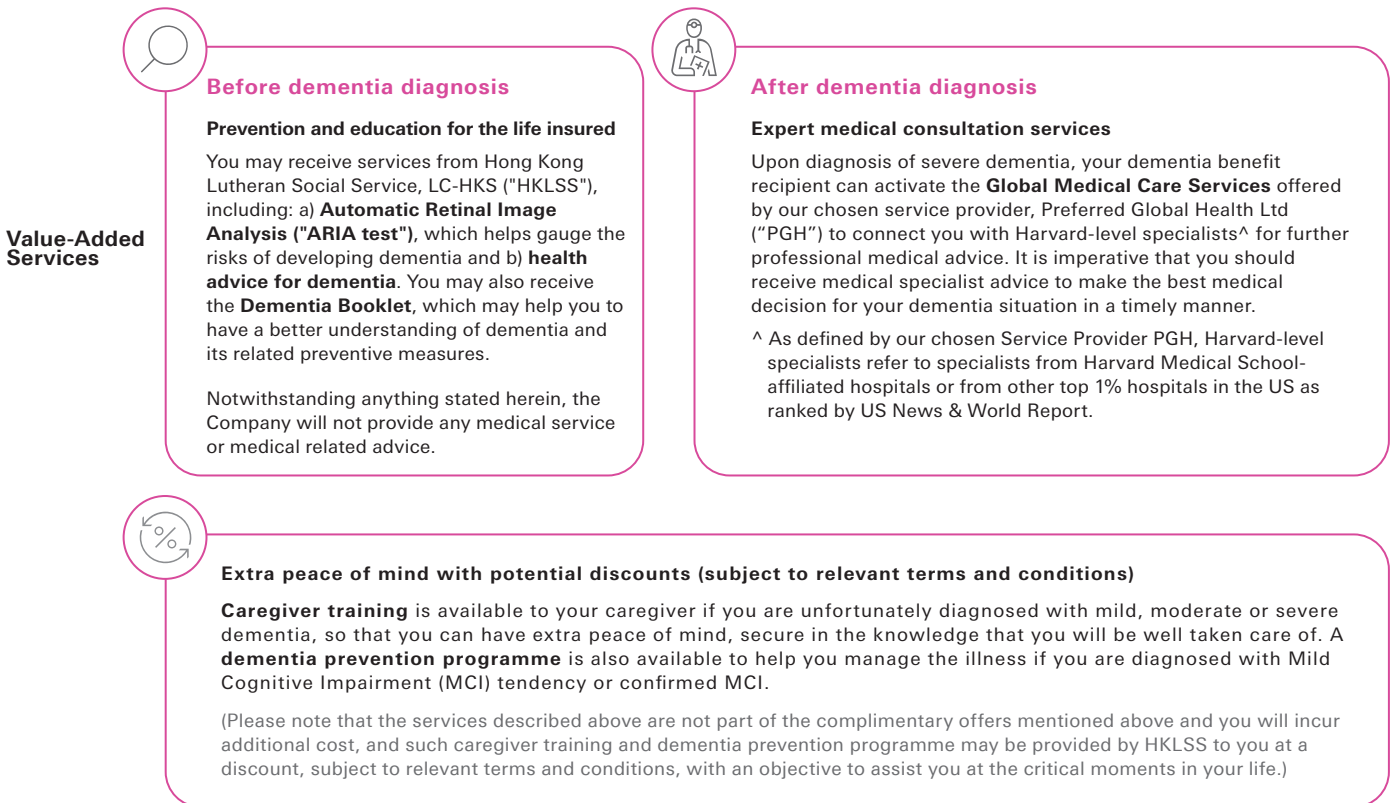 Value-Added
Services
Before dementia diagnosis
Prevention and education for the life insured
You may receive services from Hong Kong
Lutheran Social Service, LC-HKS ("HKLSS"),
including: a) Automatic Retinal Image
Analysis ("ARIA test"), which helps gauge the
risks of developing dementia and b) health
advice for dementia. You may also receive
the Dementia Booklet, which may help you to
have a better understanding of dementia and
its related preventive measures.
Notwithstanding anything stated herein, the
Company will not provide any medical service
or medical related advice.
After dementia diagnosis
Expert medical consultation services
Upon diagnosis of severe dementia, your dementia benefit
recipient can activate the Global Medical Care Services offered
by our chosen service provider, Preferred Global Health Ltd
(“PGH”) to connect you with Harvard-level specialists^ for further
professional medical advice. It is imperative that you should
receive medical specialist advice to make the best medical
decision for your dementia situation in a timely manner.
^ As defined by our chosen Service Provider PGH, Harvard-level
specialists refer to specialists from Harvard Medical School-
affiliated hospitals or from other top 1% hospitals in the US as
ranked by US News & World Report.
%
Extra peace of mind with potential discounts (subject to relevant terms and conditions)
Caregiver training is available to your caregiver if you are unfortunately diagnosed with mild, moderate or severe
dementia, so that you can have extra peace of mind, secure in the knowledge that you will be well taken care of. A
dementia prevention programme is also available to help you manage the illness if you are diagnosed with Mild
Cognitive Impairment (MCI) tendency or confirmed MCI.
(Please note that the services described above are not part of the complimentary offers mentioned above and you will incur
additional cost, and such caregiver training and dementia prevention programme may be provided by HKLSS to you at a
discount, subject to relevant terms and conditions, with an objective to assist you at the critical moments in your life.)